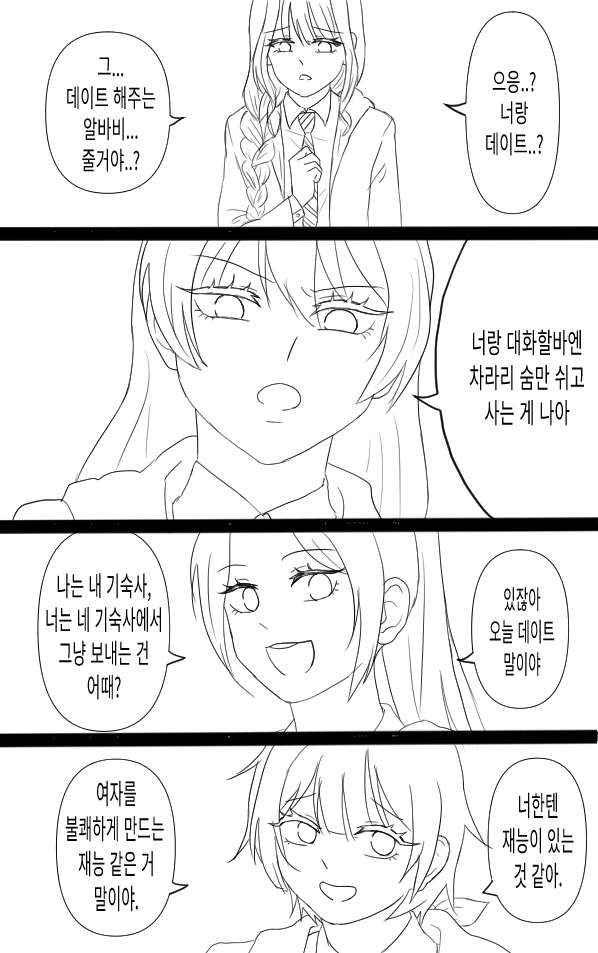 으응..?
너랑
데이트..?
그...
데이트 해주는
알바비...
줄거야..?
너랑 대화할바엔
차라리 숨만 쉬고
사는 게 나아
있잖아
오늘 데이트
말이야
나는 내 기숙사,
너는 네 기숙사에서
그냥 보내는 건
어때?
너한텐
재능이 있는
것 같아.
여자를
불쾌하게 만드는
재능 같은 거
말이야.